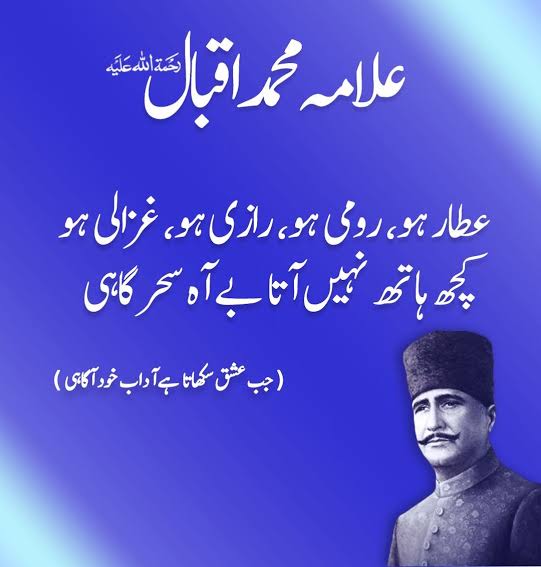 علامہ محمد اقبال رحمۃ اللہ علیہ
عطار ہو، رومی ہو، رازی ہو، غزالی ہو
کچھ ہاتھ نہیں آتا بے آہ سحر گاہی
( جب عشق سکھاتا ہے آداب خود آگاہی )